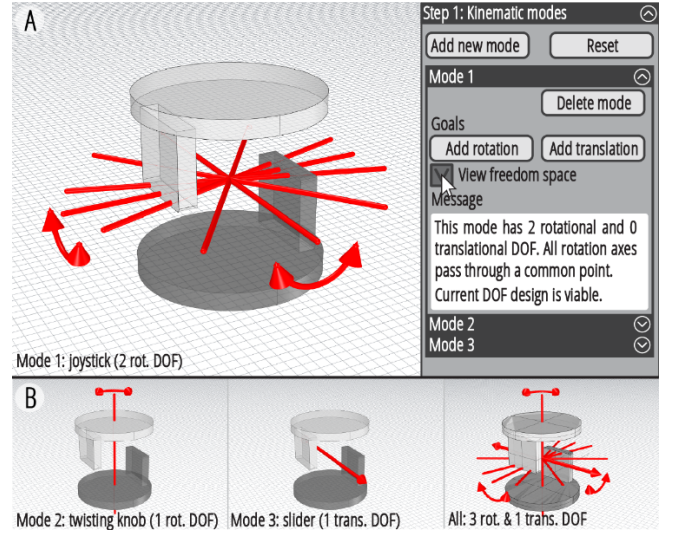 A
Mode 1: joystick (2 rot. DOF)
Step 1: Kinematic modes
Add new mode
Reset
Mode 1
Delete mode
Goals
Add rotation
Add translation
View freedom space
Message
This mode has 2 rotational and 0
translational DOF. All rotation axes
pass through a common point.
Current DOF design is viable.
Mode 2
Mode 3
B
Mode 2: twisting knob (1 rot. DOF)
Mode 3: slider (1 trans. DOF)
All: 3 rot. & 1 trans. DOF